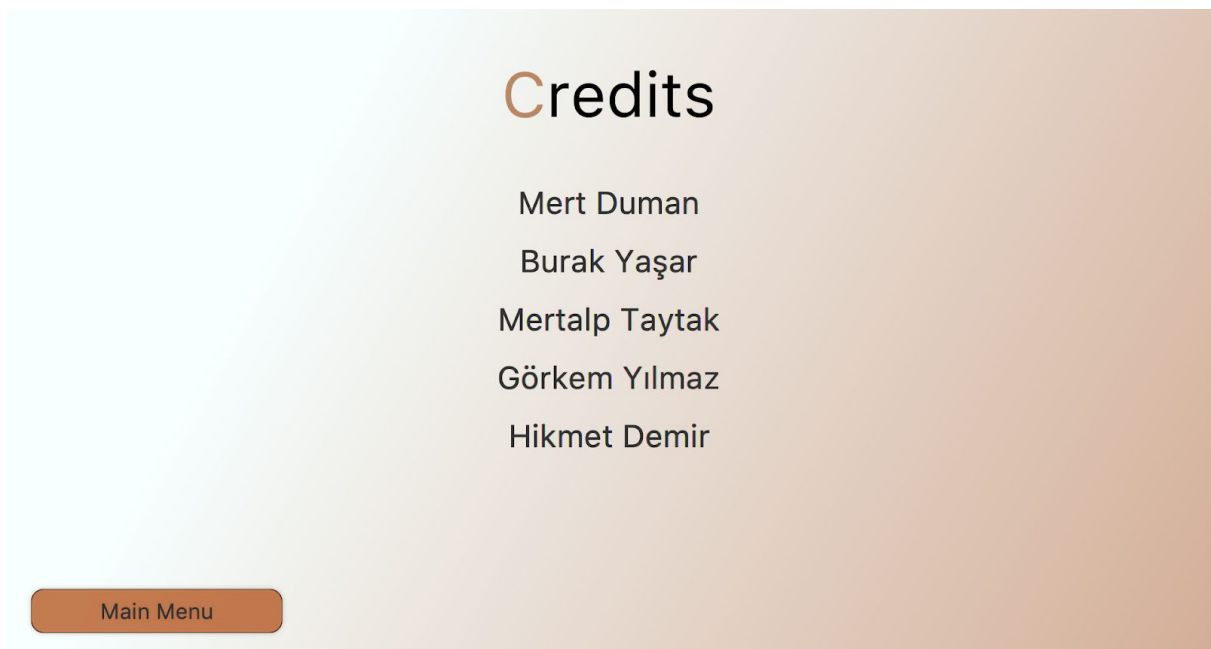 Credits
Mert Duman
Burak Yaşar
Mertalp Taytak
Görkem Yılmaz
Hikmet Demir
Main Menu